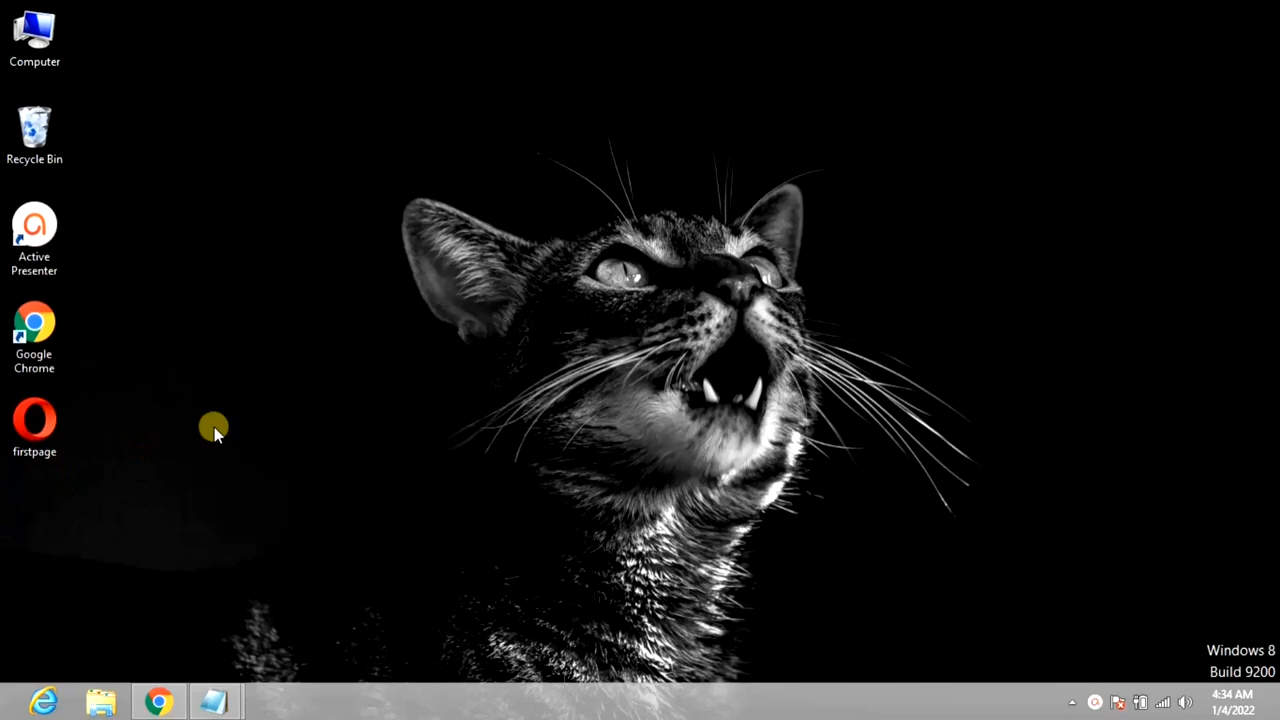 Computer
Recycle Bin
Active
Presenter
Google
Chrome
firstpage
Windows 8
Build 9200
4:34 AM
1/4/2022